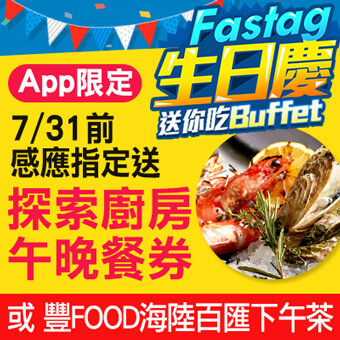 Fastag
生日慶
送你吃Buffet
App限定
7/31前
感應指定送
探索廚房
午晚餐券
或 豐FOOD海陸百匯下午茶